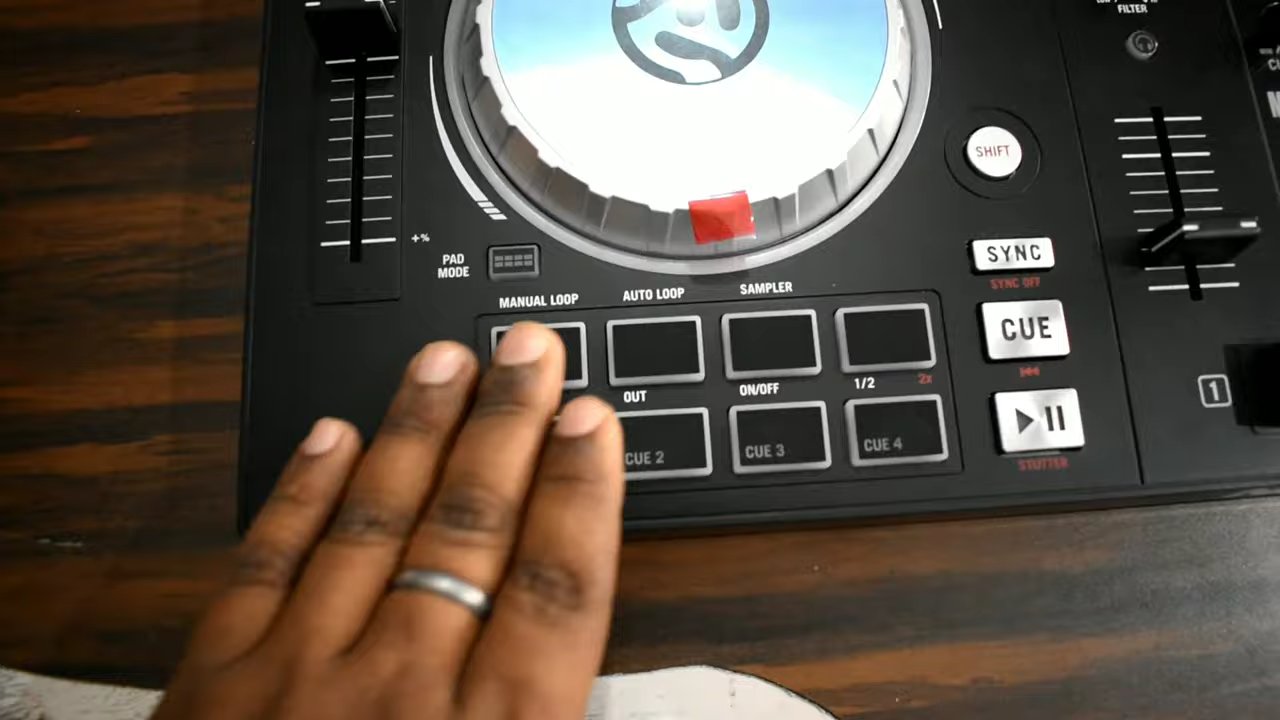 FILTER
SHIFT
+%
PAD
MODE
SYNC
SYNC OFF
MANUAL LOOP
AUTO LOOP
SAMPLER
CUE
OUT
ON/OFF
1/2
2x
1
CUE 2
CUE 3
CUE 4
STUTTER